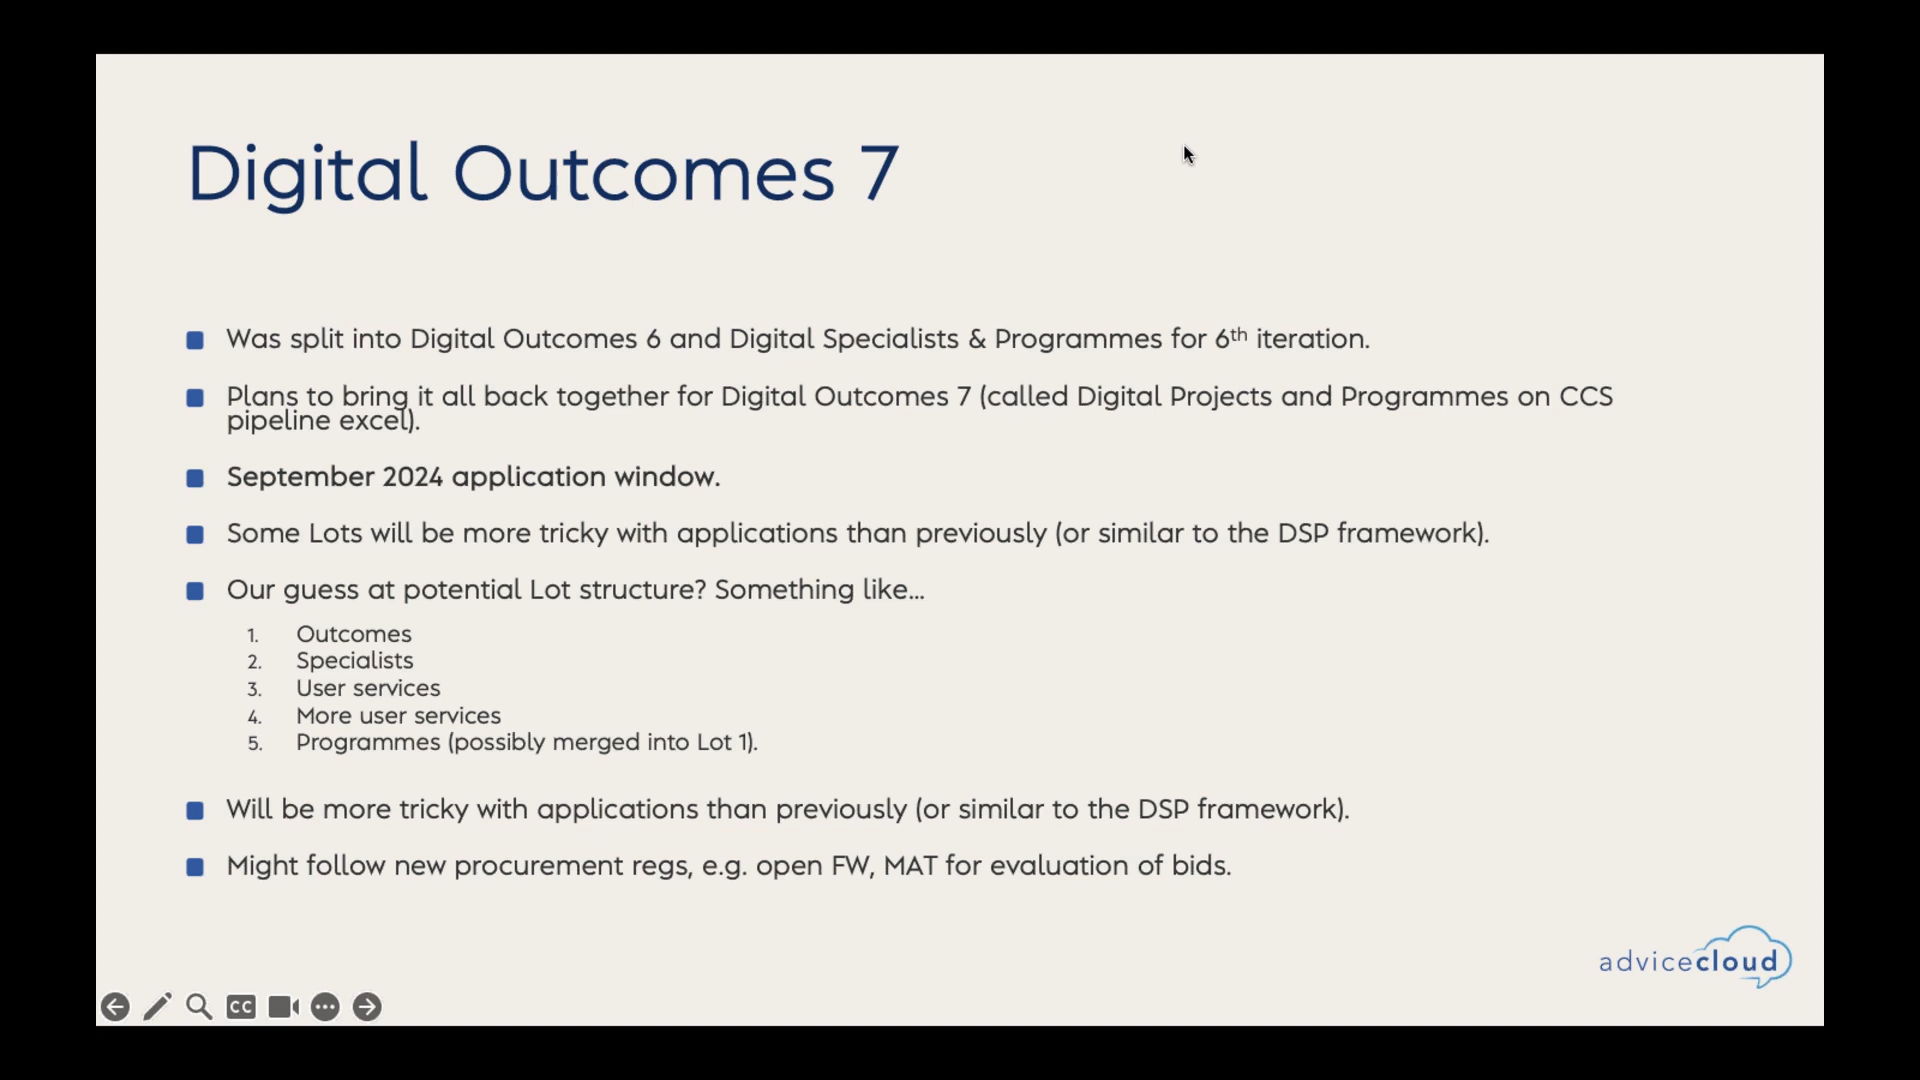 Digital Outcomes 7
Was split into Digital Outcomes 6 and Digital Specialists & Programmes for 6th iteration.
Plans to bring it all back together for Digital Outcomes 7 (called Digital Projects and Programmes on CCS
pipeline excel).
September 2024 application window.
Some Lots will be more tricky with applications than previously (or similar to the DSP framework).
Our guess at potential Lot structure? Something like...
1. Outcomes
2. Specialists
3. User services
4. More user services
5. Programmes (possibly merged into Lot 1).
Will be more tricky with applications than previously (or similar to the DSP framework).
Might follow new procurement regs, e.g. open FW, MAT for evaluation of bids.
advicecloud
CC